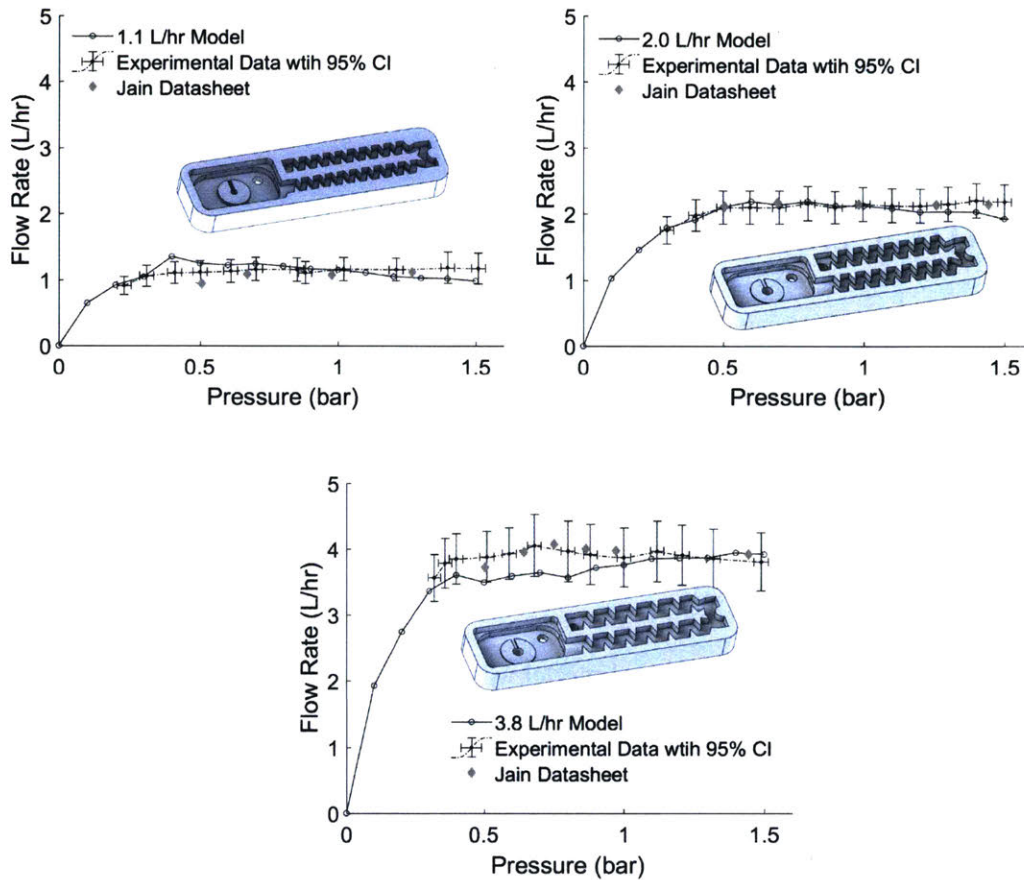 5
4
3
2
1
0
Flow Rate (L/hr)
0
0.5
1
1.5
Pressure (bar)
1.1 L/hr Model
Experimental Data wtih 95% CI
Jain Datasheet
5
4
3
2
1
0
Flow Rate (L/hr)
0
0.5
1
1.5
Pressure (bar)
2.0 L/hr Model
Experimental Data wtih 95% CI
Jain Datasheet
5
4
3
2
1
0
Flow Rate (L/hr)
0
0.5
1
1.5
Pressure (bar)
3.8 L/hr Model
Experimental Data wtih 95% CI
Jain Datasheet